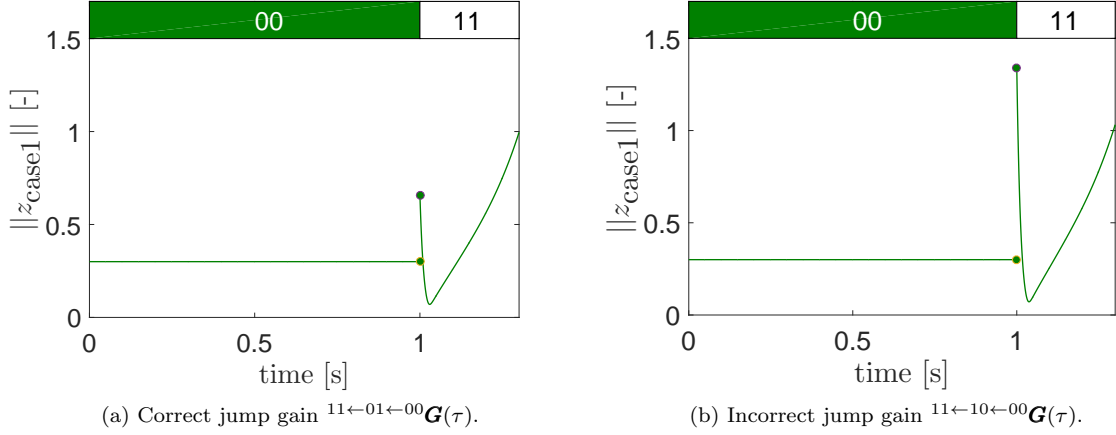 00 11
1.5
1
0.5
0
||z_case1|| [-]
0 0.5 1
time [s]
(a) Correct jump gain ^{11←01←00}G(τ).
00 11
1.5
1
0.5
0
||z_case1|| [-]
0 0.5 1
time [s]
(b) Incorrect jump gain ^{11←10←00}G(τ).